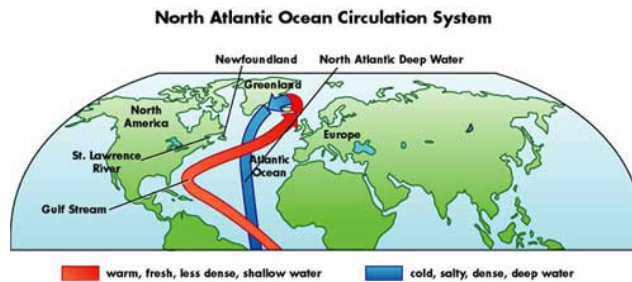 North Atlantic Ocean Circulation System
Newfoundland
North Atlantic Deep Water
Greenland
North
America
Europe
St. Lawrence
River
Atlantic
Ocean
Gulf Stream
warm, fresh, less dense, shallow water
cold, salty, dense, deep water